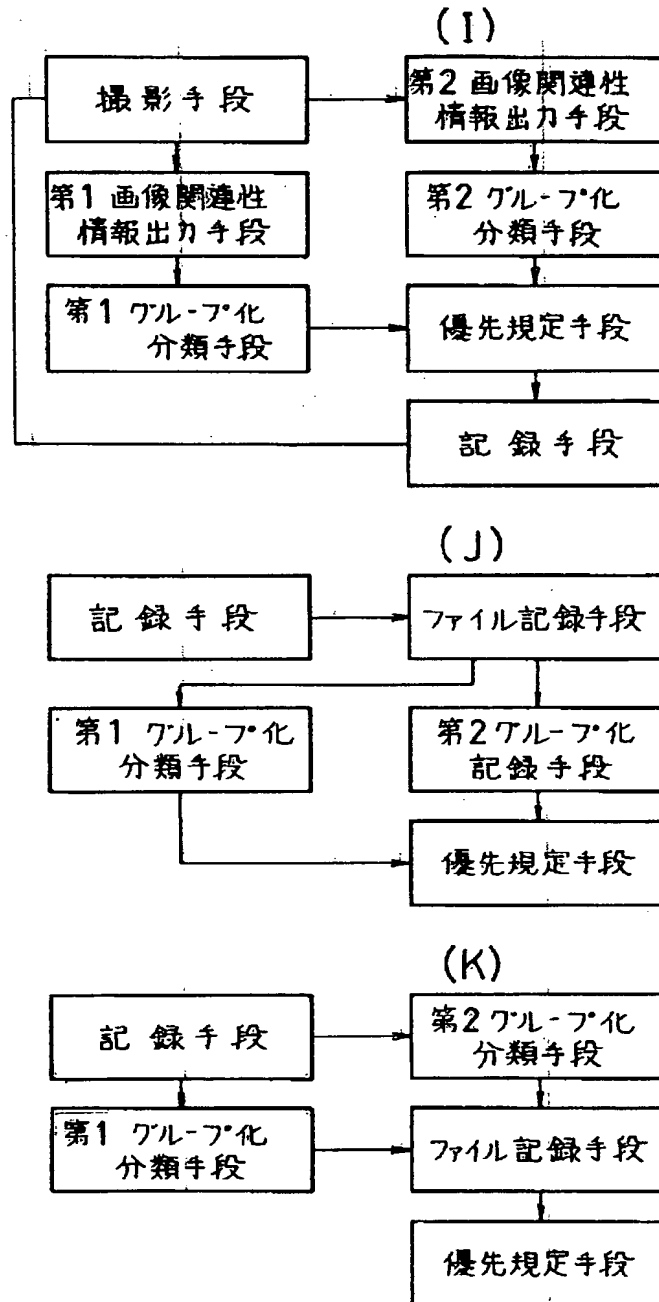 (I)
撮影手段
第2画像関連性
情報出力手段
第1画像関連性
情報出力手段
第2グループ化
分類手段
第1グループ化
分類手段
優先規定手段
記録手段
(J)
記録手段
ファイル記録手段
第1グループ化
分類手段
第2グループ化
記録手段
優先規定手段
(K)
記録手段
第2グループ化
分類手段
第1グループ化
分類手段
ファイル記録手段
優先規定手段